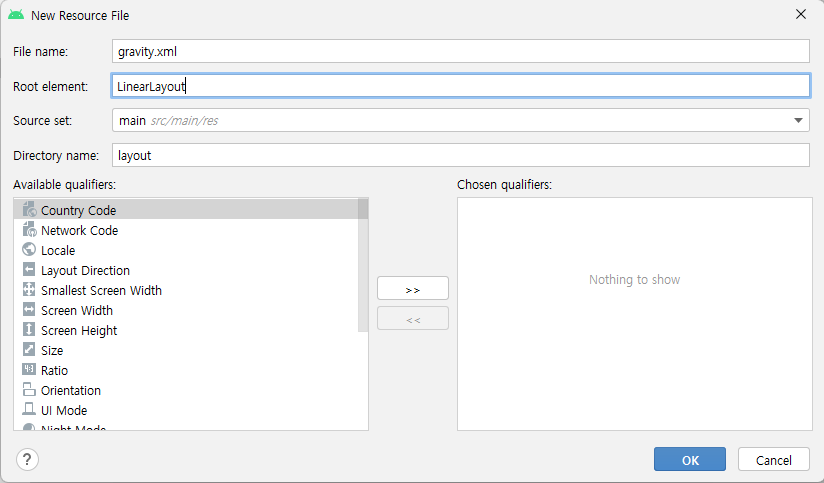 New Resource File
File name: gravity.xml
Root element: LinearLayout
Source set: main src/main/res
Directory name: layout
Available qualifiers:
Country Code
Network Code
Locale
Layout Direction
Smallest Screen Width
Screen Width
Screen Height
Size
Ratio
Orientation
UI Mode
Night Mode
>>
<<
Chosen qualifiers:
Nothing to show
?
OK
Cancel